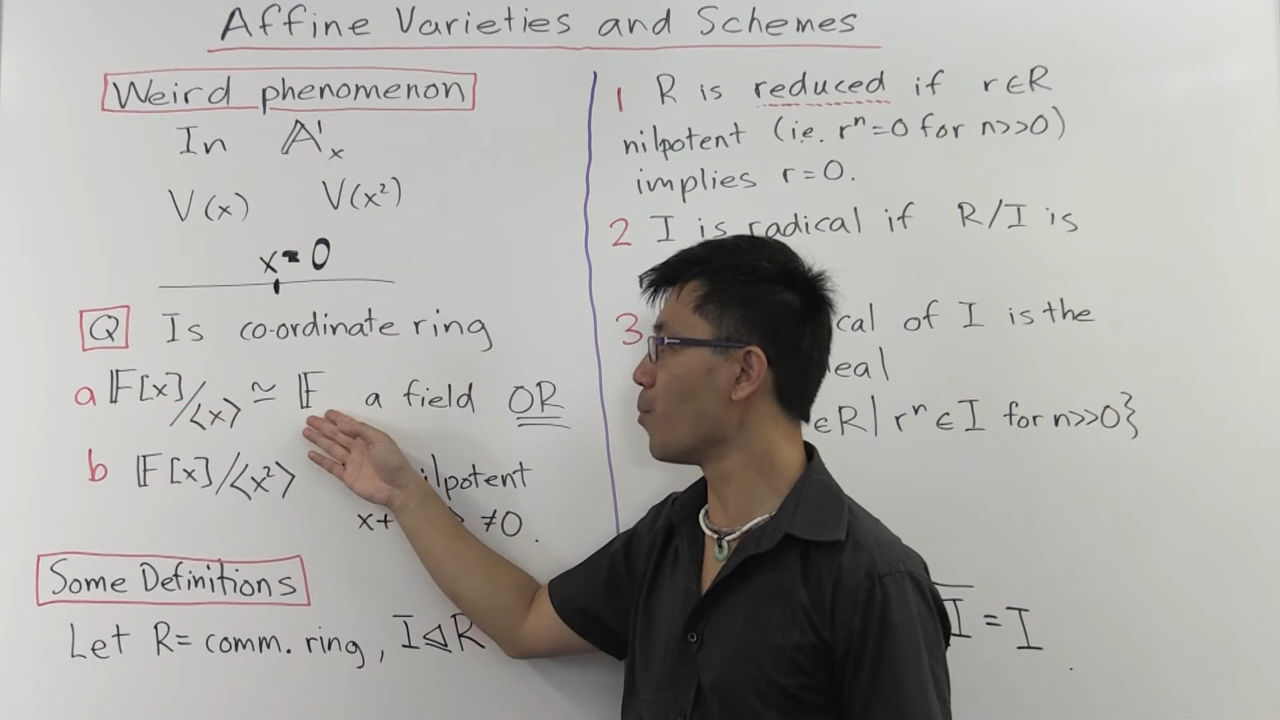 Affine Varieties and Schemes
Weird phenomenon
In 𝔸¹ₓ
V(x) V(x²)
x=0
Q Is co-ordinate ring
a 𝔽[x]/⟨x⟩ ≃ 𝔽 a field OR
b 𝔽[x]/⟨x²⟩ lpotent
x+ ≠0.
Some Definitions
Let R = comm. ring, I⊲R
1 R is reduced if r∈R
nilpotent (i.e. rⁿ=0 for n>>0)
implies r=0.
2 I is radical if R/I is
3 cal of I is the
eal
∈R | rⁿ∈I for n>>0}
I = I